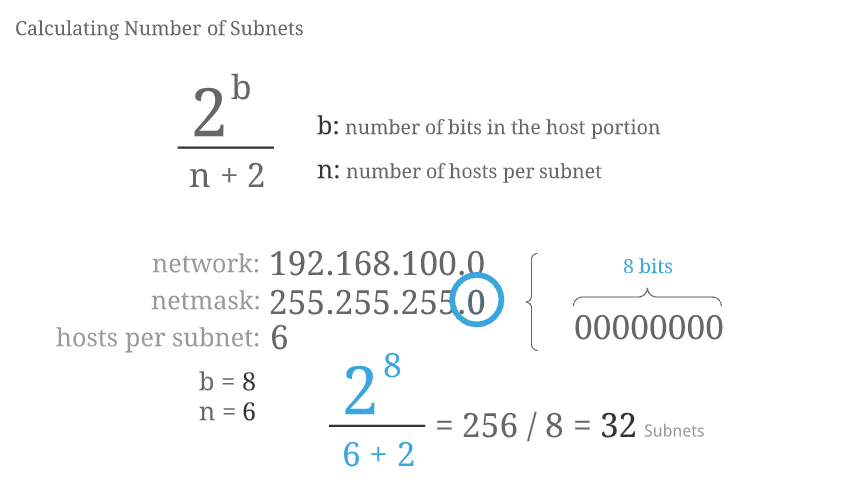 Calculating Number of Subnets
2^b
n + 2
b: number of bits in the host portion
n: number of hosts per subnet
network: 192.168.100.0
netmask: 255.255.255.0
hosts per subnet: 6
8 bits
00000000
b = 8
n = 6
2^8
6 + 2
= 256 / 8 = 32 Subnets